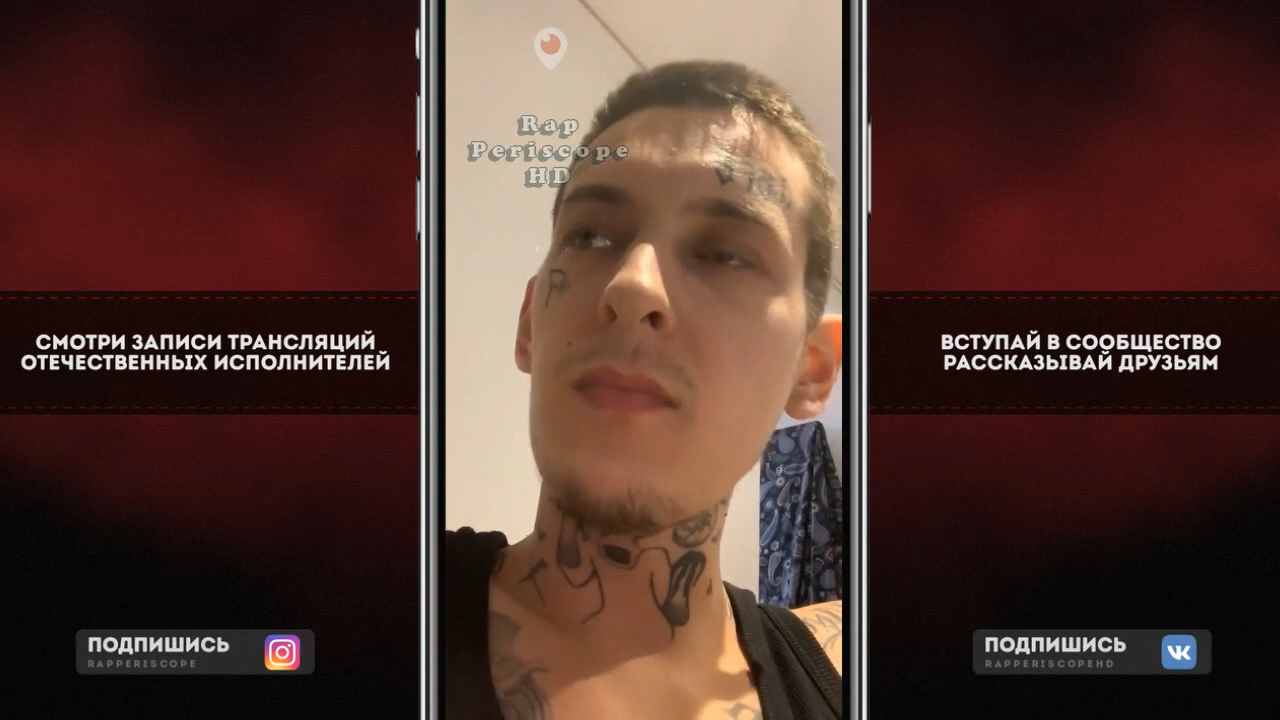 Rap
Periscope
HD
СМОТРИ ЗАПИСИ ТРАНСЛЯЦИЙ
ОТЕЧЕСТВЕННЫХ ИСПОЛНИТЕЛЕЙ
ВСТУПАЙ В СООБЩЕСТВО
РАССКАЗЫВАЙ ДРУЗЬЯМ
ПОДПИШИСЬ
RAPPERISCOPE
ПОДПИШИСЬ
RAPPERISCOPEHD